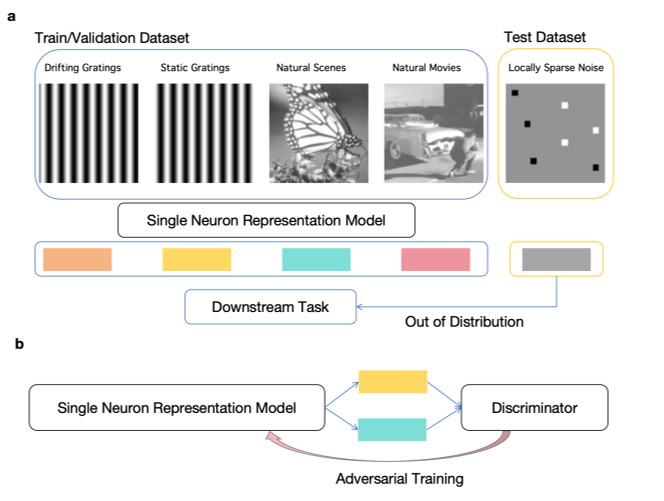 a
Train/Validation Dataset
Test Dataset
Drifting Gratings
Static Gratings
Natural Scenes
Natural Movies
Locally Sparse Noise
Single Neuron Representation Model
Downstream Task
Out of Distribution
b
Single Neuron Representation Model
Discriminator
Adversarial Training